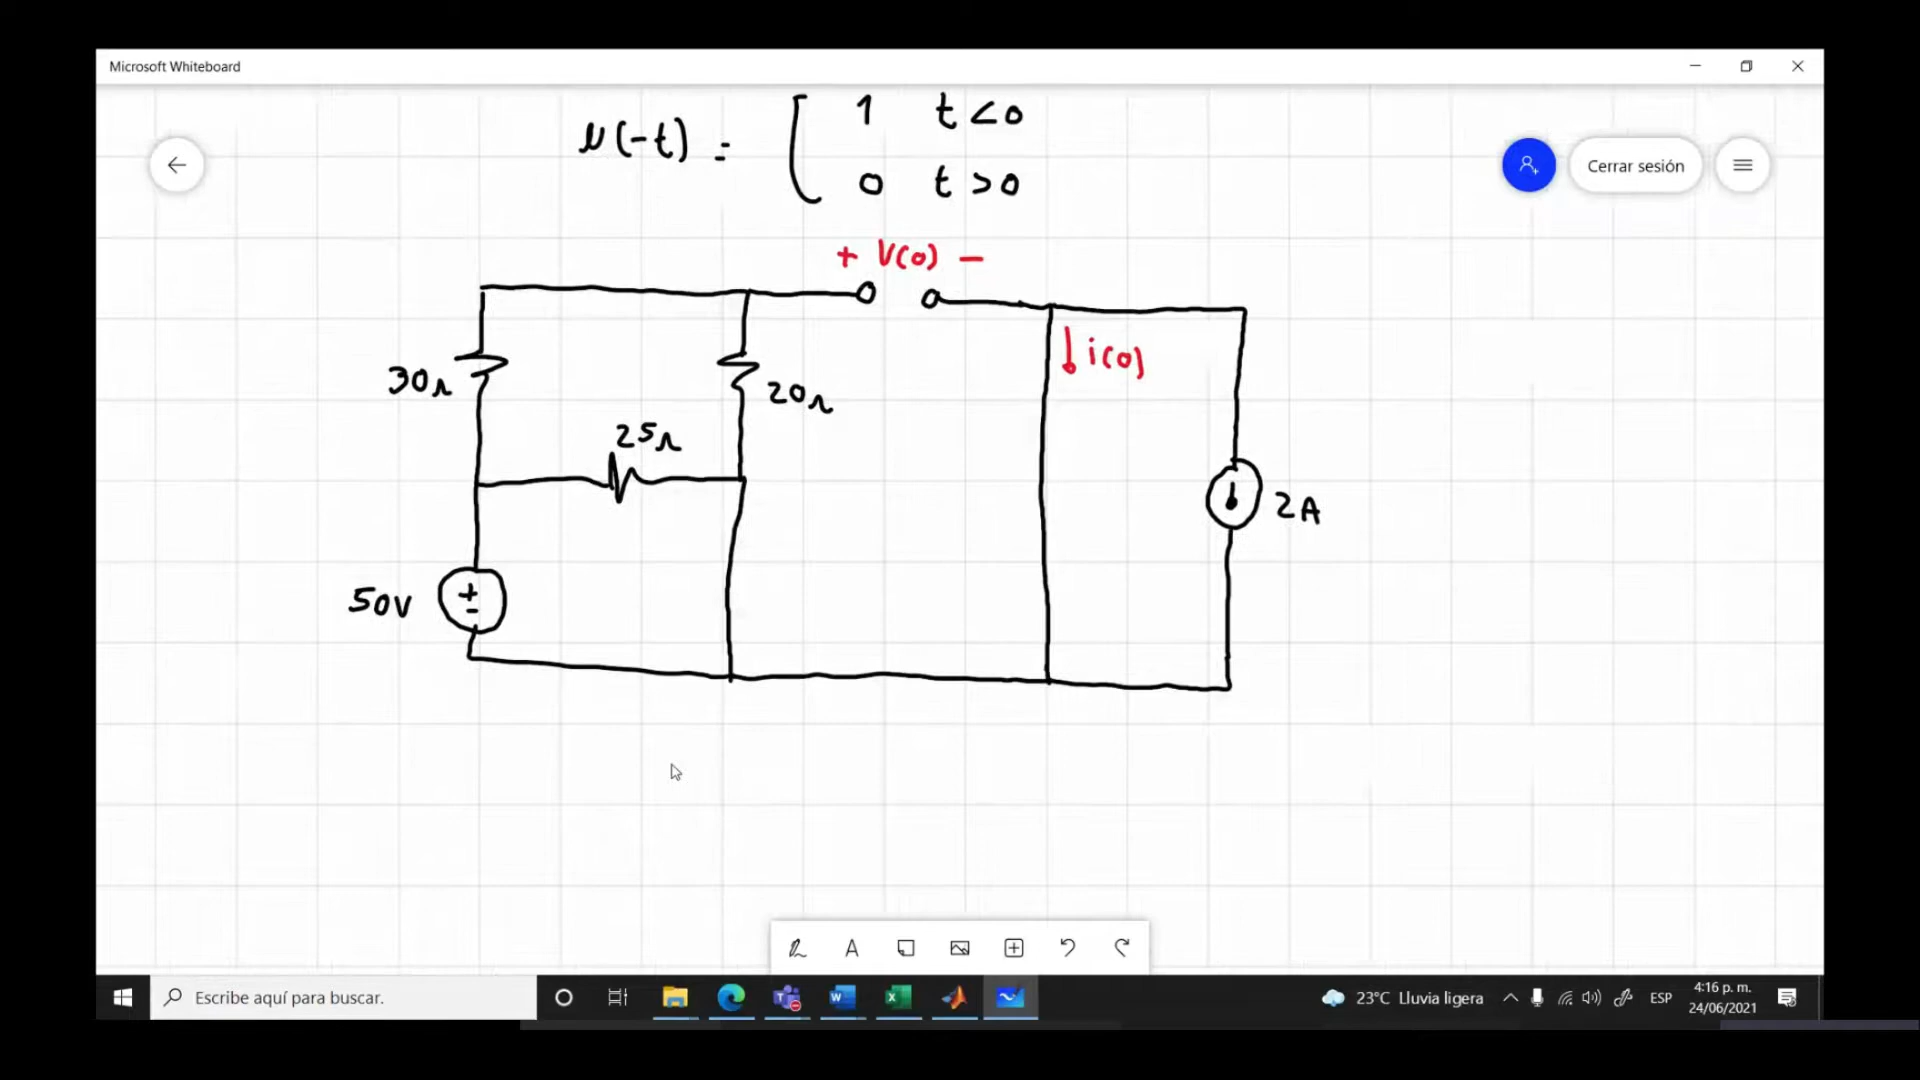 Microsoft Whiteboard
μ(-t) = [ 1 t<0
0 t>0
Cerrar sesión
+ V(0) -
30Ω
20Ω
i(0)
25Ω
2A
50V
+
-
Escribe aquí para buscar.
23°C Lluvia ligera
ESP
4:16 p. m.
24/06/2021